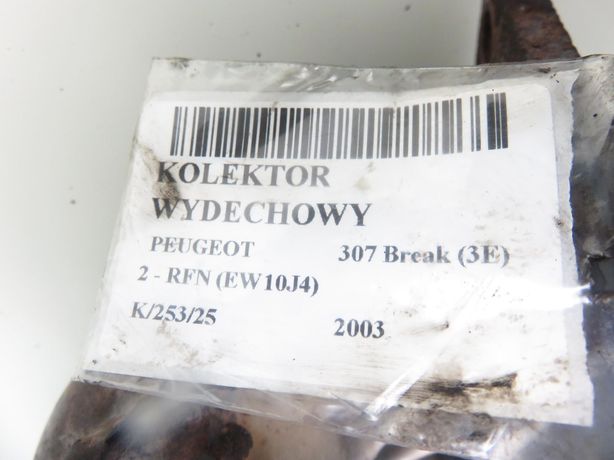 KOLEKTOR
WYDECHOWY
PEUGEOT 307 Break (3E)
2 - RFN (EW10J4)
K/253/25 2003